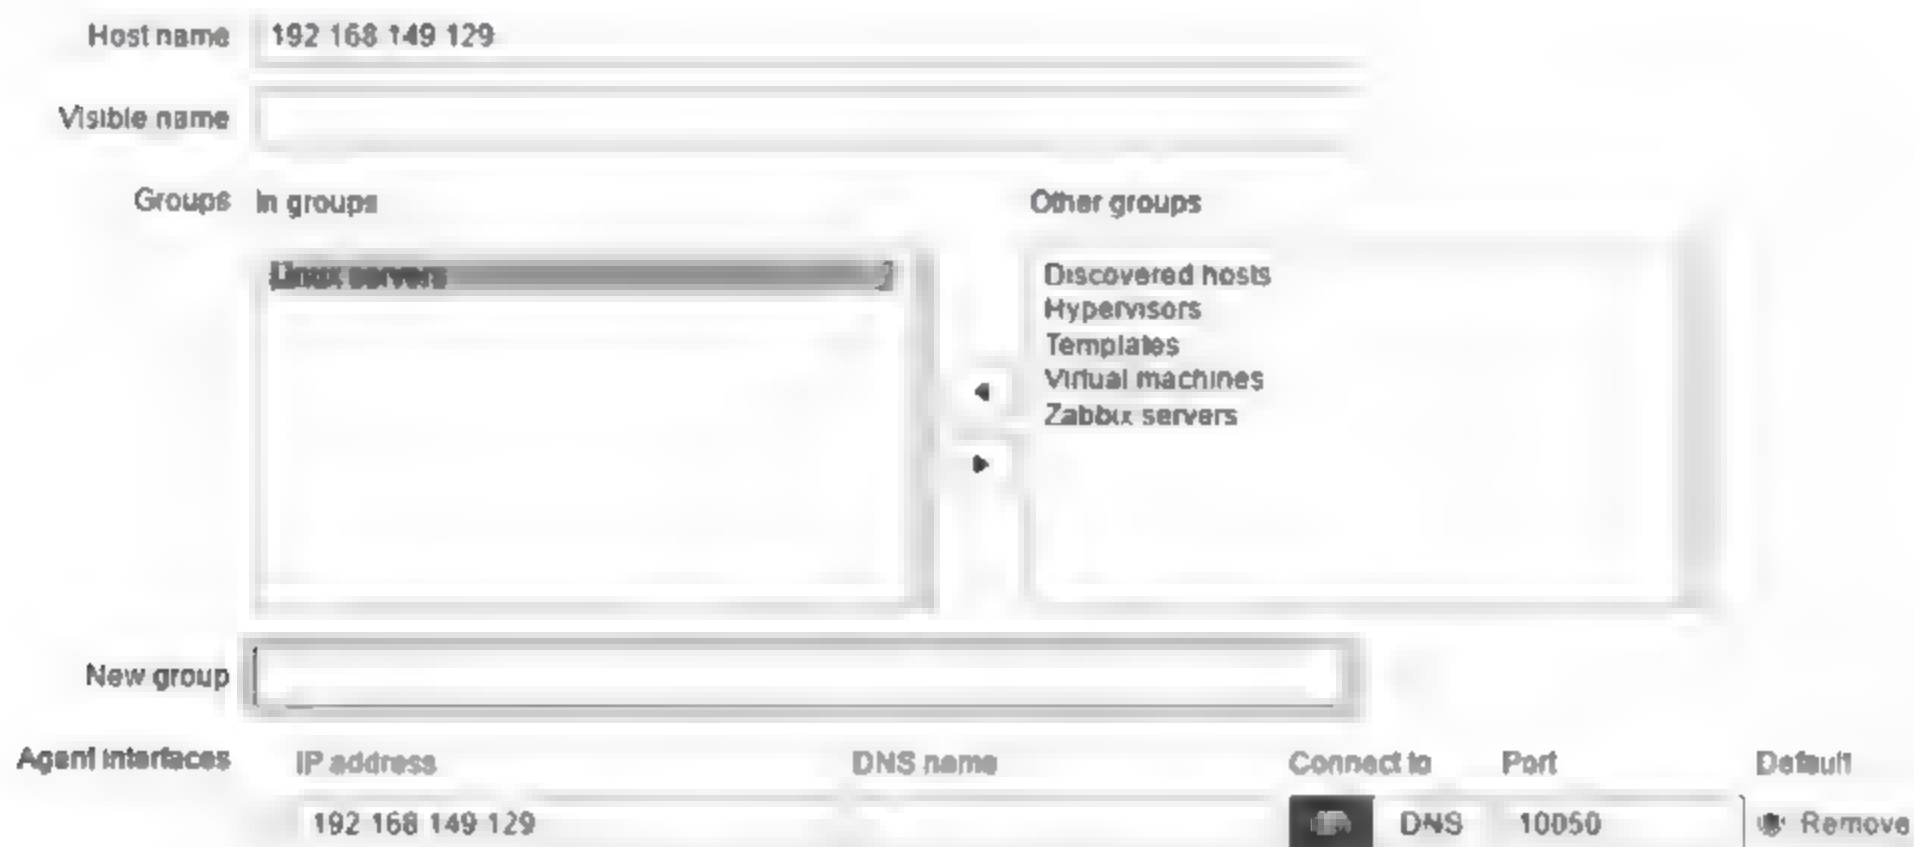 Host name 192 168 149 129
Visible name
Groups In groups Other groups
Linux servers
Discovered hosts
Hypervisors
Templates
Virtual machines
Zabbix servers
New group
Agent interfaces IP address DNS name Connect to Port Default
192 168 149 129 DNS 10050 Remove